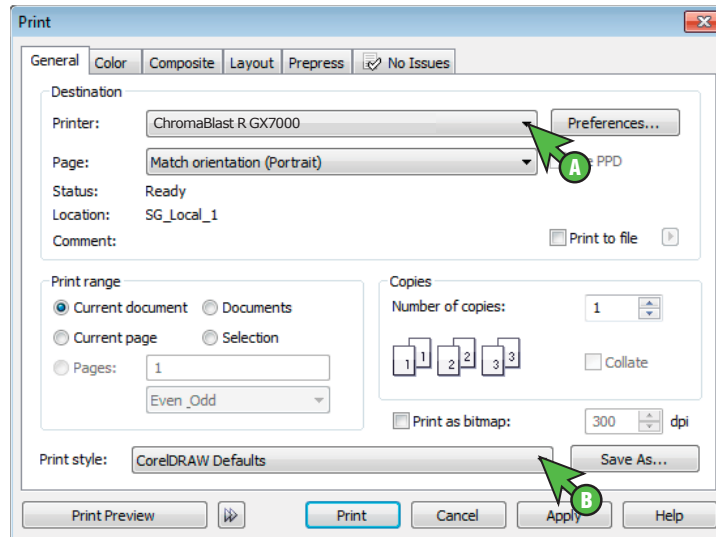 Print
General Color Composite Layout Prepress No Issues
Destination
Printer: ChromaBlast R GX7000 Preferences...
Page: Match orientation (Portrait) PPD
A
Status: Ready
Location: SG_Local_1
Comment: Print to file
Print range Copies
Current document Documents Number of copies: 1
Current page Selection
1 1 2 2 3 3
Pages: 1 Collate
Even _Odd
Print as bitmap: 300 dpi
Print style: CorelDRAW Defaults Save As...
B
Print Preview Print Cancel Apply Help